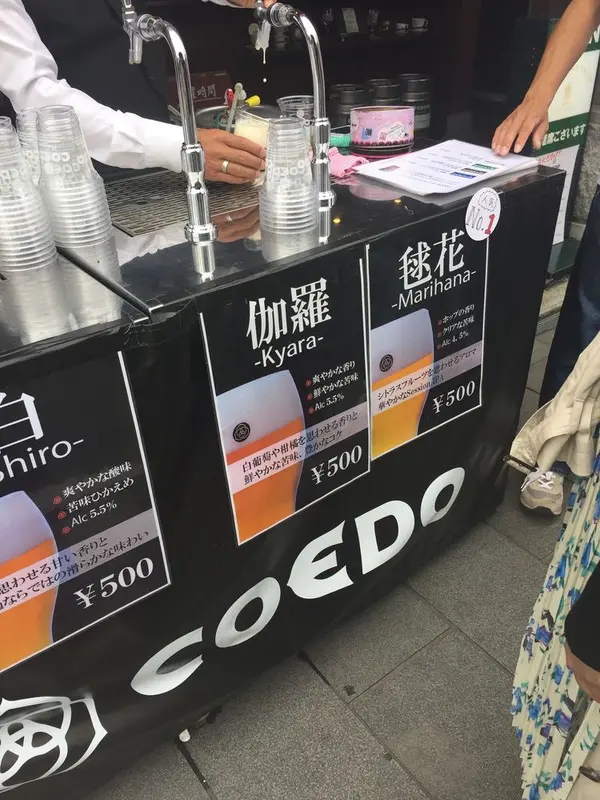 白
Shiro-
爽やかな酸味
苦味ひかえめ
Alc 5.5%
思わせる甘い香りと
ならではの滑らかな味わい
¥500
伽羅
-Kyara-
爽やかな香り
鮮やかな苦味
Alc 5.5%
白葡萄や柑橘を思わせる香りと
鮮やかな苦味、豊かなコク
¥500
人気
No.1
毬花
-Marihana-
ホップの香り
クリアな苦味
Alc 4.5%
シトラスフルーツを思わせるアロマ
華やかなSession IPA
¥500
COEDO
ございます